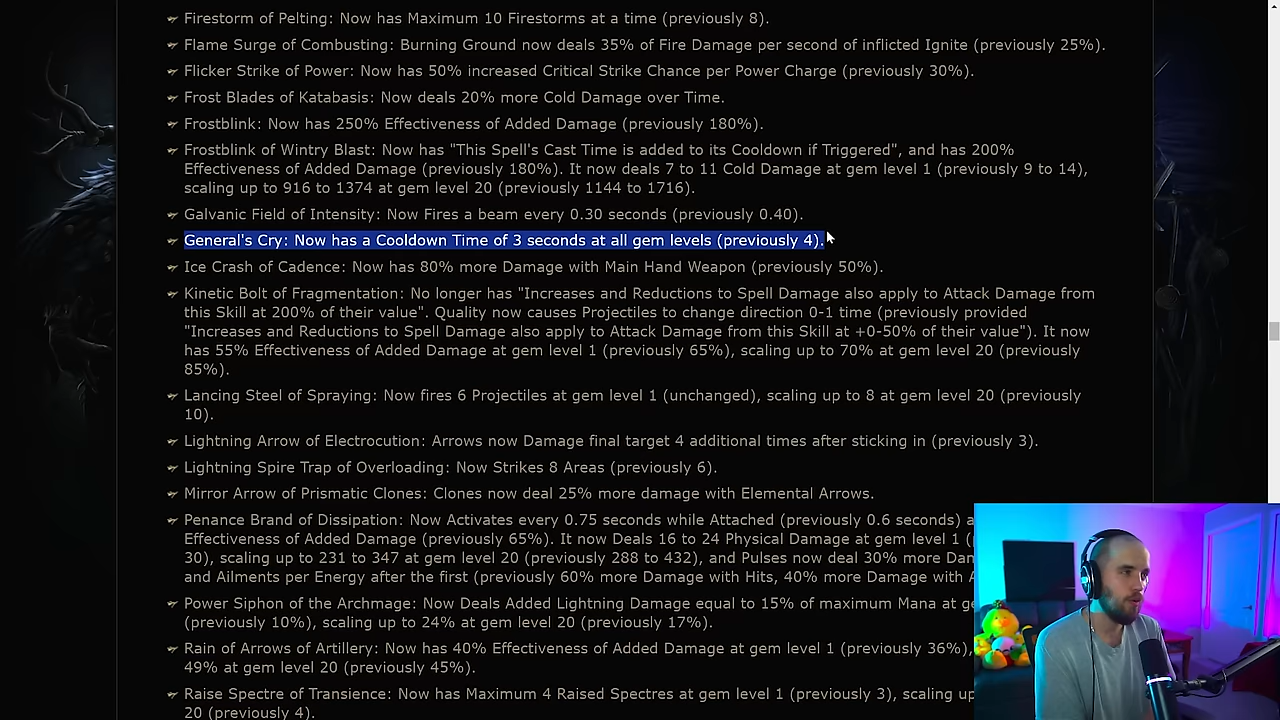 Firestorm of Pelting: Now has Maximum 10 Firestorms at a time (previously 8).
Flame Surge of Combusting: Burning Ground now deals 35% of Fire Damage per second of inflicted Ignite (previously 25%).
Flicker Strike of Power: Now has 50% increased Critical Strike Chance per Power Charge (previously 30%).
Frost Blades of Katabasis: Now deals 20% more Cold Damage over Time.
Frostblink: Now has 250% Effectiveness of Added Damage (previously 180%).
Frostblink of Wintry Blast: Now has "This Spell's Cast Time is added to its Cooldown if Triggered", and has 200%
Effectiveness of Added Damage (previously 180%). It now deals 7 to 11 Cold Damage at gem level 1 (previously 9 to 14),
scaling up to 916 to 1374 at gem level 20 (previously 1144 to 1716).
Galvanic Field of Intensity: Now Fires a beam every 0.30 seconds (previously 0.40).
General's Cry: Now has a Cooldown Time of 3 seconds at all gem levels (previously 4).
Ice Crash of Cadence: Now has 80% more Damage with Main Hand Weapon (previously 50%).
Kinetic Bolt of Fragmentation: No longer has "Increases and Reductions to Spell Damage also apply to Attack Damage from
this Skill at 200% of their value". Quality now causes Projectiles to change direction 0-1 time (previously provided
"Increases and Reductions to Spell Damage also apply to Attack Damage from this Skill at +0-50% of their value"). It now
has 55% Effectiveness of Added Damage at gem level 1 (previously 65%), scaling up to 70% at gem level 20 (previously
85%).
Lancing Steel of Spraying: Now fires 6 Projectiles at gem level 1 (unchanged), scaling up to 8 at gem level 20 (previously
10).
Lightning Arrow of Electrocution: Arrows now Damage final target 4 additional times after sticking in (previously 3).
Lightning Spire Trap of Overloading: Now Strikes 8 Areas (previously 6).
Mirror Arrow of Prismatic Clones: Clones now deal 25% more damage with Elemental Arrows.
Penance Brand of Dissipation: Now Activates every 0.75 seconds while Attached (previously 0.6 seconds)
Effectiveness of Added Damage (previously 65%). It now Deals 16 to 24 Physical Damage at gem level 1
30), scaling up to 231 to 347 at gem level 20 (previously 288 to 432), and Pulses now deal 30% more
and Ailments per Energy after the first (previously 60% more Damage with Hits, 40% more Damage with
Power Siphon of the Archmage: Now Deals Added Lightning Damage equal to 15% of maximum Mana at
(previously 10%), scaling up to 24% at gem level 20 (previously 17%).
Rain of Arrows of Artillery: Now has 40% Effectiveness of Added Damage at gem level 1 (previously 36%),
49% at gem level 20 (previously 45%).
Raise Spectre of Transience: Now has Maximum 4 Raised Spectres at gem level 1 (previously 3), scaling
20 (previously 4).